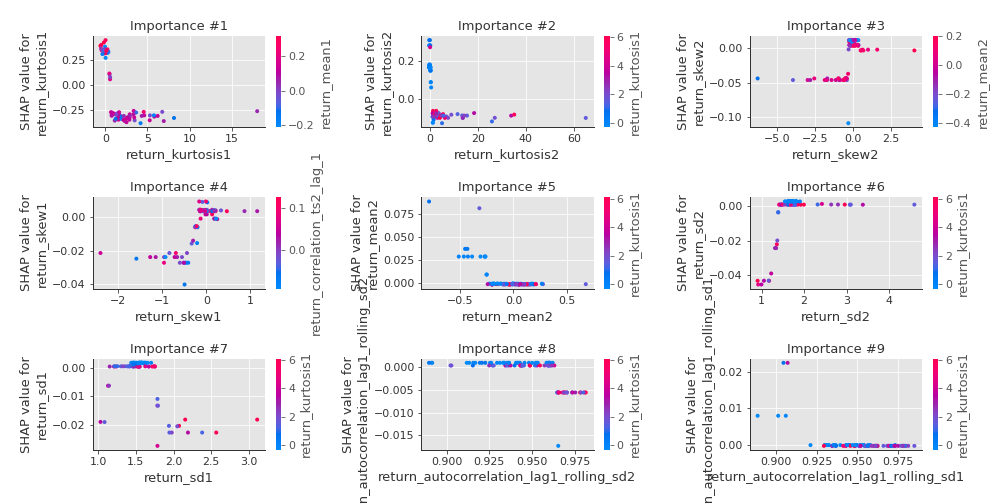 Importance #1
SHAP value for
return_kurtosis1
0.25
0.00
−0.25
0
5
10
15
return_kurtosis1
0.2
0.0
−0.2
return_mean1
Importance #2
SHAP value for
return_kurtosis2
0.2
0.0
0
20
40
60
return_kurtosis2
6
4
2
0
return_kurtosis1
Importance #3
SHAP value for
return_skew2
0.00
−0.05
−0.10
−5.0
−2.5
0.0
2.5
return_skew2
0.2
0.0
−0.2
−0.4
return_mean2
Importance #4
SHAP value for
return_skew1
0.00
−0.02
−0.04
−2
−1
0
1
return_skew1
0.1
0.0
return_correlation_ts2_lag_1
Importance #5
SHAP value for
return_mean2
0.075
0.050
0.025
0.000
−0.5
0.0
0.5
return_mean2
6
4
2
0
return_kurtosis1
Importance #6
SHAP value for
return_sd2
0.00
−0.02
−0.04
1
2
3
4
return_sd2
6
4
2
0
return_kurtosis1
Importance #7
SHAP value for
return_sd1
0.00
−0.01
−0.02
1.0
1.5
2.0
2.5
3.0
return_sd1
6
4
2
0
return_kurtosis1
Importance #8
SHAP value for
n_autocorrelation_lag1_rolling_sd2
0.000
−0.005
−0.010
−0.015
0.900
0.925
0.950
0.975
return_autocorrelation_lag1_rolling_sd2
6
4
2
0
return_kurtosis1
Importance #9
SHAP value for
n_autocorrelation_lag1_rolling_sd1
0.02
0.01
0.00
0.900
0.925
0.950
0.975
return_autocorrelation_lag1_rolling_sd1
6
4
2
0
return_kurtosis1